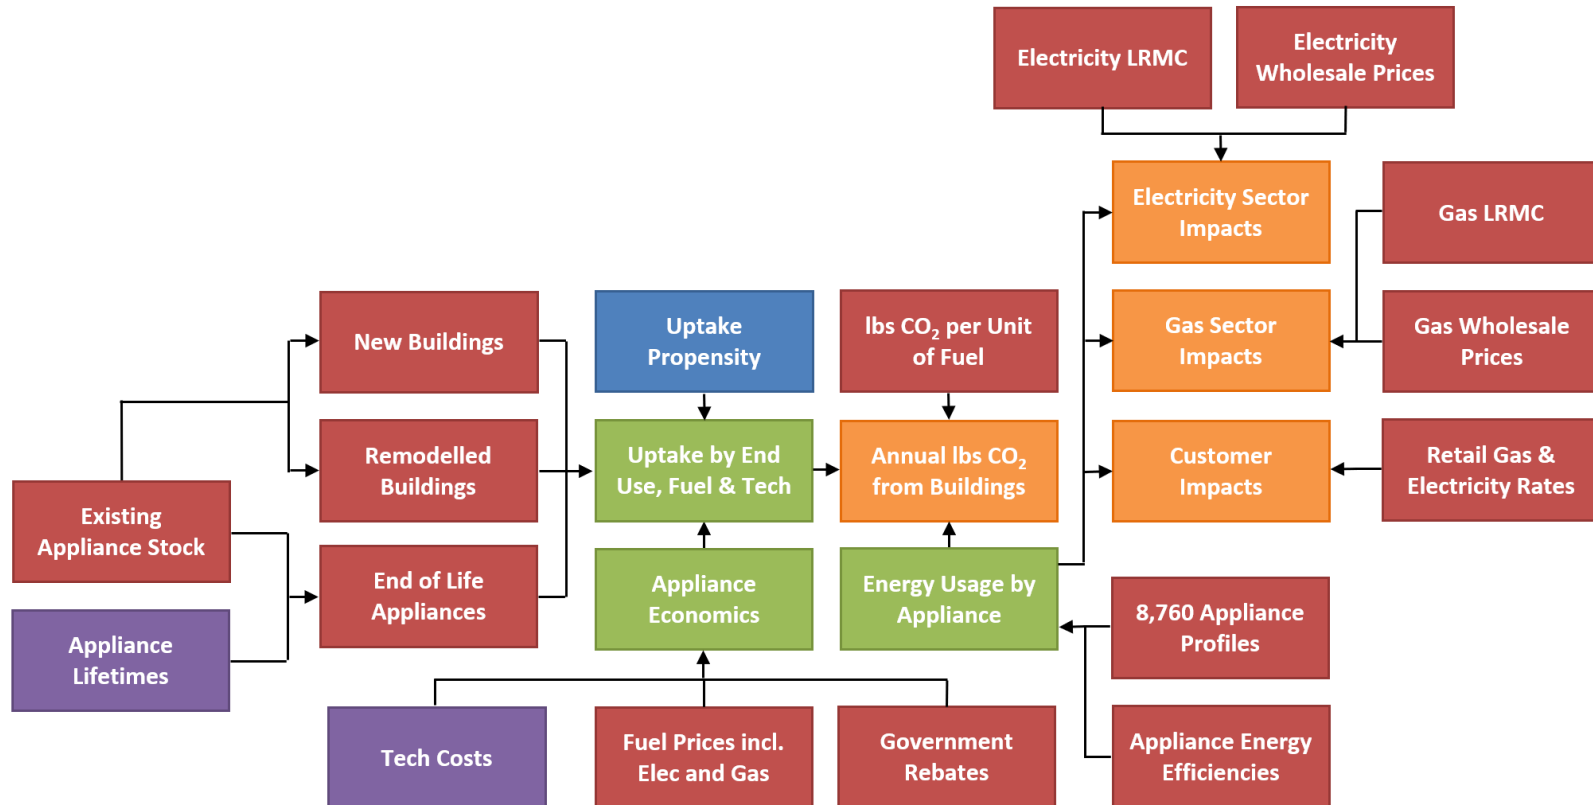 Electricity LRMC
Electricity
Wholesale Prices
Electricity Sector
Impacts
Gas LRMC
New Buildings
Uptake
Propensity
lbs CO₂ per Unit
of Fuel
Gas Sector
Impacts
Gas Wholesale
Prices
Remodelled
Buildings
Uptake by End
Use, Fuel & Tech
Annual lbs CO₂
from Buildings
Customer
Impacts
Retail Gas &
Electricity Rates
Existing
Appliance Stock
End of Life
Appliances
Appliance
Economics
Energy Usage by
Appliance
8,760 Appliance
Profiles
Appliance
Lifetimes
Tech Costs
Fuel Prices incl.
Elec and Gas
Government
Rebates
Appliance Energy
Efficiencies